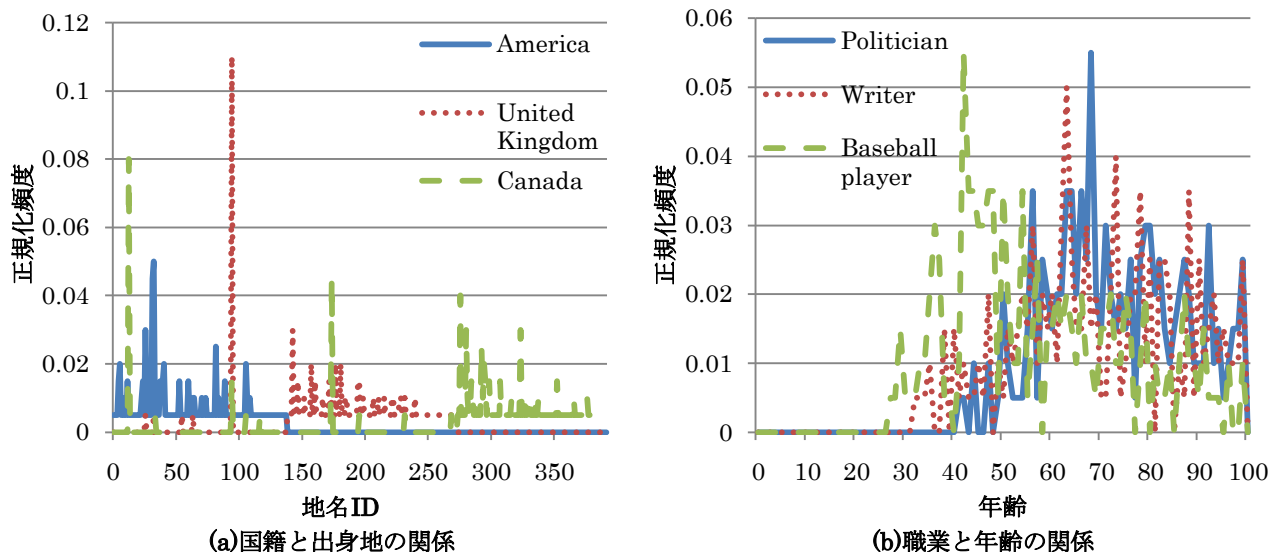 0.12
0.1
0.08
0.06
0.04
0.02
0
正規化頻度
America
United
Kingdom
Canada
0 50 100 150 200 250 300 350
地名ID
(a)国籍と出身地の関係
0.06
0.05
0.04
0.03
0.02
0.01
0
正規化頻度
Politician
Writer
Baseball
player
0 10 20 30 40 50 60 70 80 90 100
年齢
(b)職業と年齢の関係